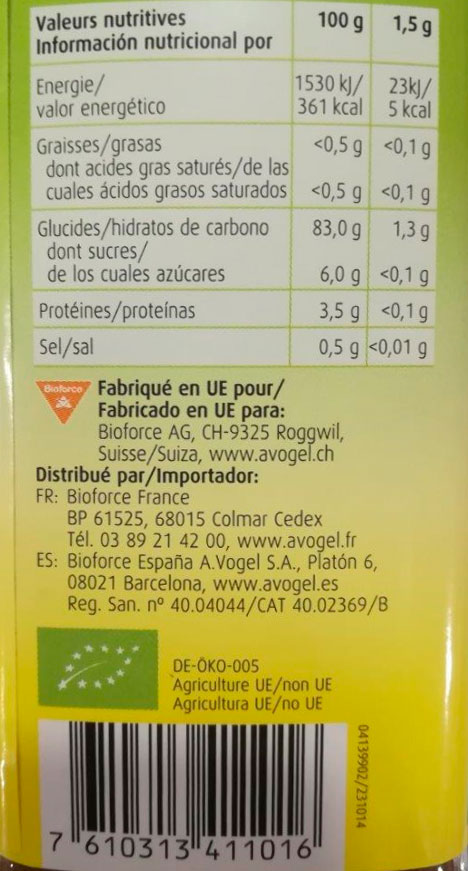 Valeurs nutritives 100 g 1,5 g
Información nutricional por
Energie/ 1530 kJ/ 23kJ/
valor energético 361 kcal 5 kcal
Graisses/grasas <0,5 g <0,1 g
dont acides gras saturés/de las
cuales ácidos grasos saturados <0,5 g <0,1 g
Glucides/hidratos de carbono 83,0 g 1,3 g
dont sucres/
de los cuales azúcares 6,0 g <0,1 g
Protéines/proteínas 3,5 g <0,1 g
Sel/sal 0,5 g <0,01 g
Bioforce
Fabriqué en UE pour/
Fabricado en UE para:
Bioforce AG, CH-9325 Roggwil,
Suisse/Suiza, www.avogel.ch
Distribué par/Importador:
FR: Bioforce France
BP 61525, 68015 Colmar Cedex
Tél. 03 89 21 42 00, www.avogel.fr
ES: Bioforce España A.Vogel S.A., Platón 6,
08021 Barcelona, www.avogel.es
Reg. San. nº 40.04044/CAT 40.02369/B
DE-ÖKO-005
Agriculture UE/non UE
Agricultura UE/no UE
04139902/231014
7 610313 411016